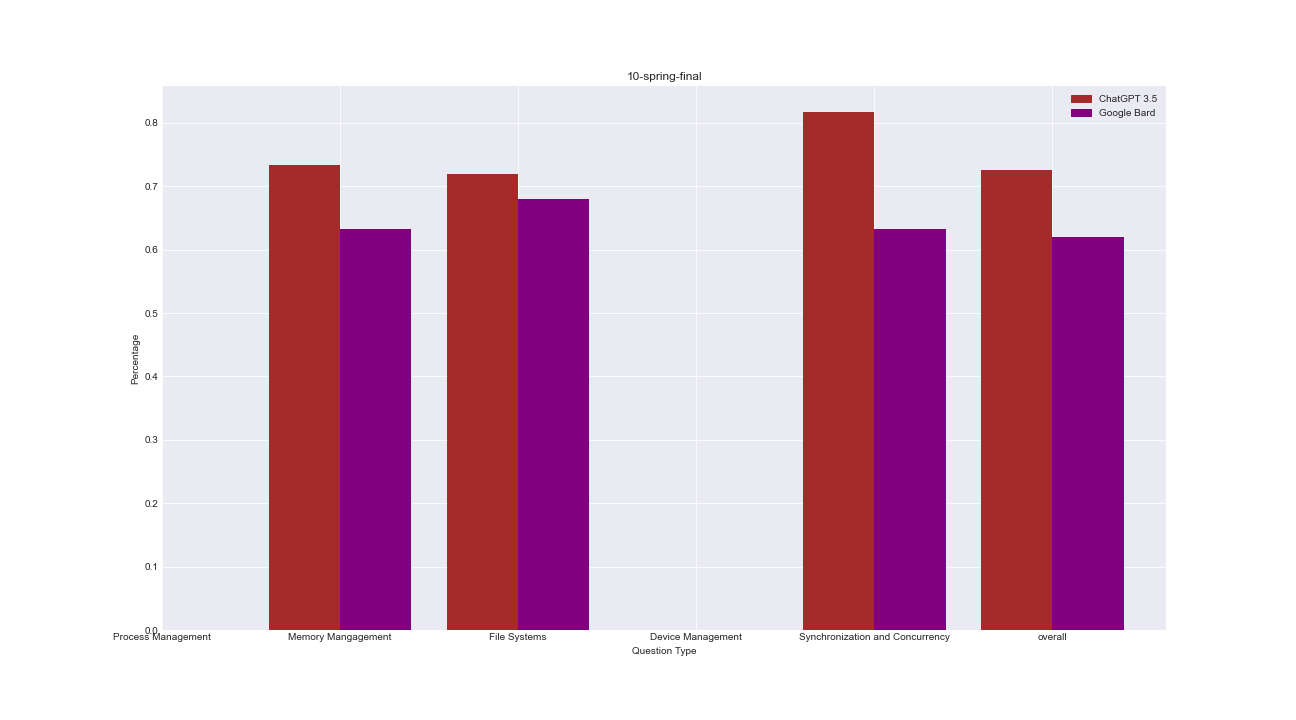 10-spring-final
ChatGPT 3.5
Google Bard
0.8
0.7
0.6
0.5
0.4
0.3
0.2
0.1
0.0
Percentage
Process Management Memory Mangagement File Systems Device Management Synchronization and Concurrency overall
Question Type